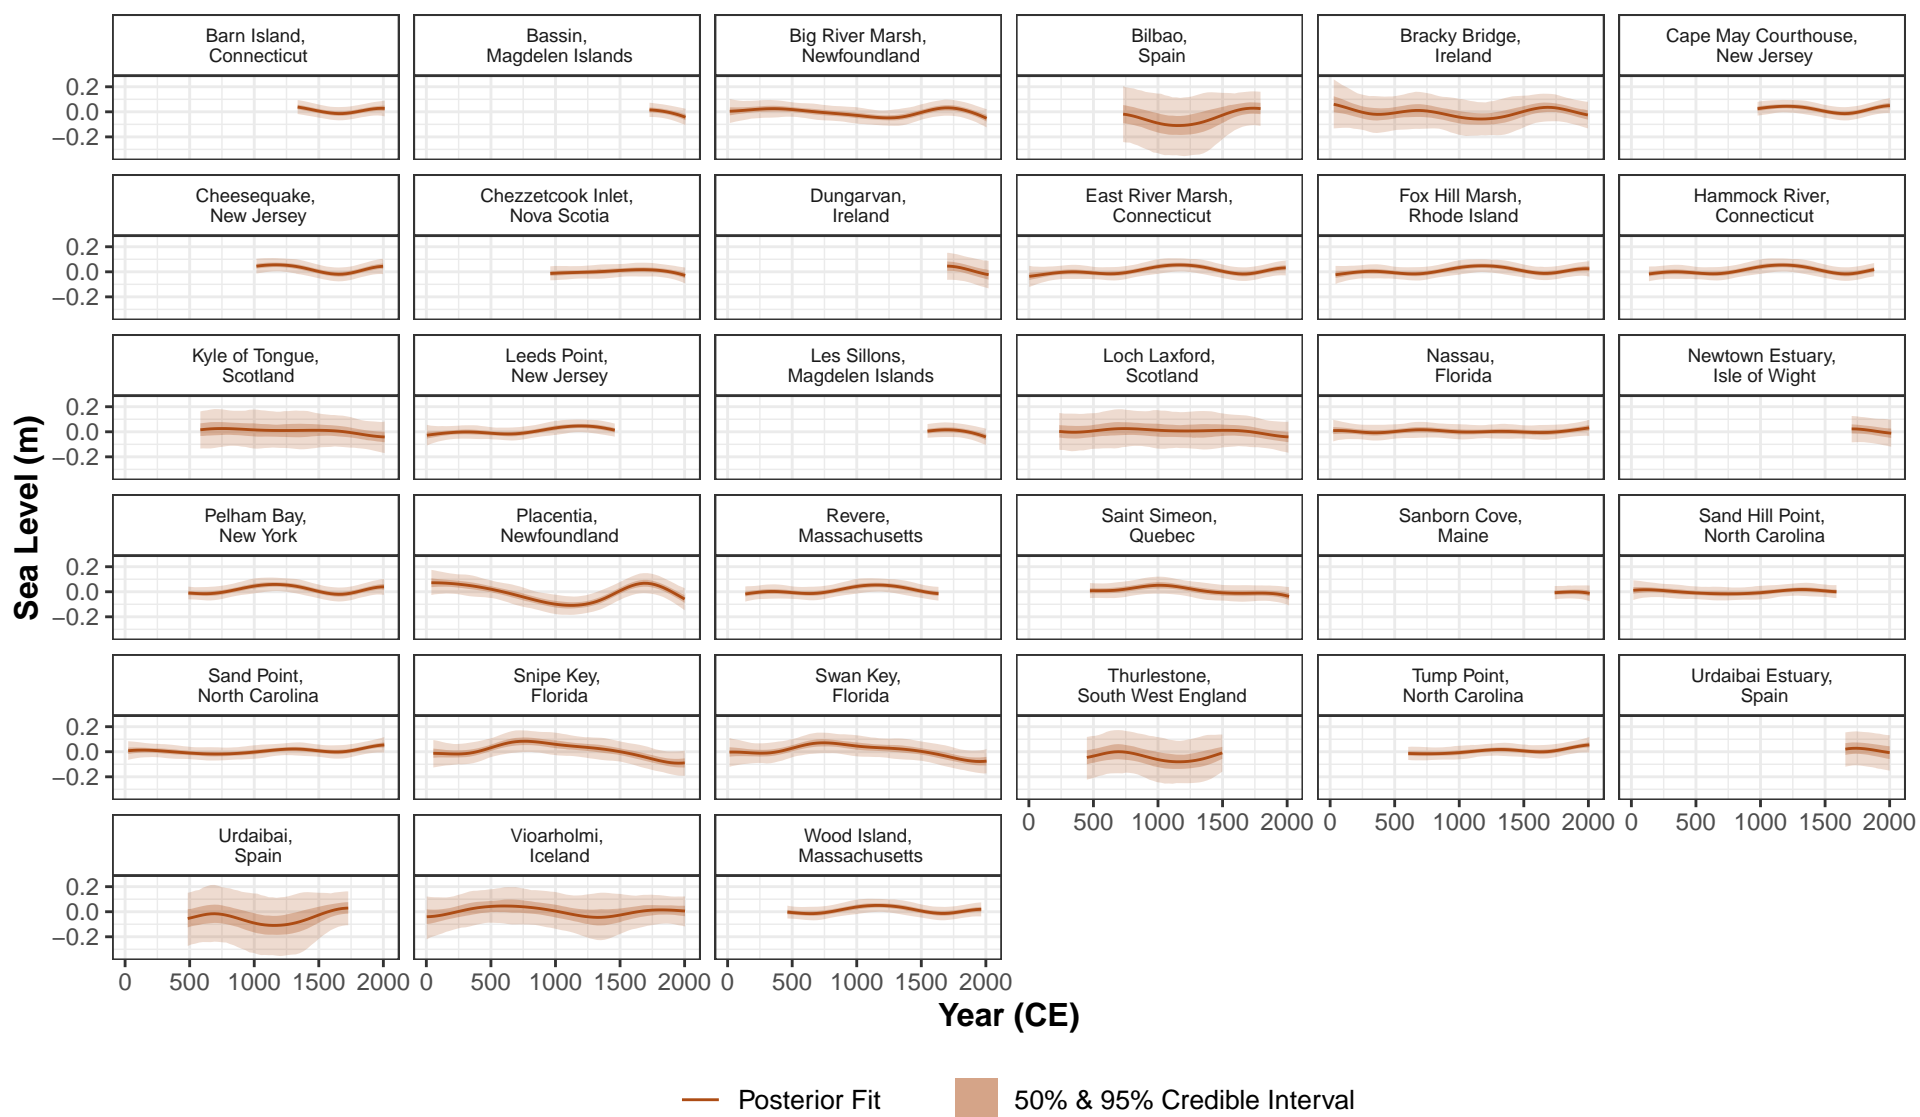 Barn Island,
Connecticut
Bassin,
Magdelen Islands
Big River Marsh,
Newfoundland
Bilbao,
Spain
Bracky Bridge,
Ireland
Cape May Courthouse,
New Jersey
0.2
0.0
−0.2
Cheesequake,
New Jersey
Chezzetcook Inlet,
Nova Scotia
Dungarvan,
Ireland
East River Marsh,
Connecticut
Fox Hill Marsh,
Rhode Island
Hammock River,
Connecticut
0.2
0.0
−0.2
Kyle of Tongue,
Scotland
Leeds Point,
New Jersey
Les Sillons,
Magdelen Islands
Loch Laxford,
Scotland
Nassau,
Florida
Newtown Estuary,
Isle of Wight
0.2
0.0
−0.2
Sea Level (m)
Pelham Bay,
New York
Placentia,
Newfoundland
Revere,
Massachusetts
Saint Simeon,
Quebec
Sanborn Cove,
Maine
Sand Hill Point,
North Carolina
0.2
0.0
−0.2
Sand Point,
North Carolina
Snipe Key,
Florida
Swan Key,
Florida
Thurlestone,
South West England
Tump Point,
North Carolina
Urdaibai Estuary,
Spain
0.2
0.0
−0.2
0 500 1000 1500 2000
0 500 1000 1500 2000
0 500 1000 1500 2000
Urdaibai,
Spain
Vioarholmi,
Iceland
Wood Island,
Massachusetts
0.2
0.0
−0.2
0 500 1000 1500 2000
0 500 1000 1500 2000
0 500 1000 1500 2000
Year (CE)
Posterior Fit
50% & 95% Credible Interval